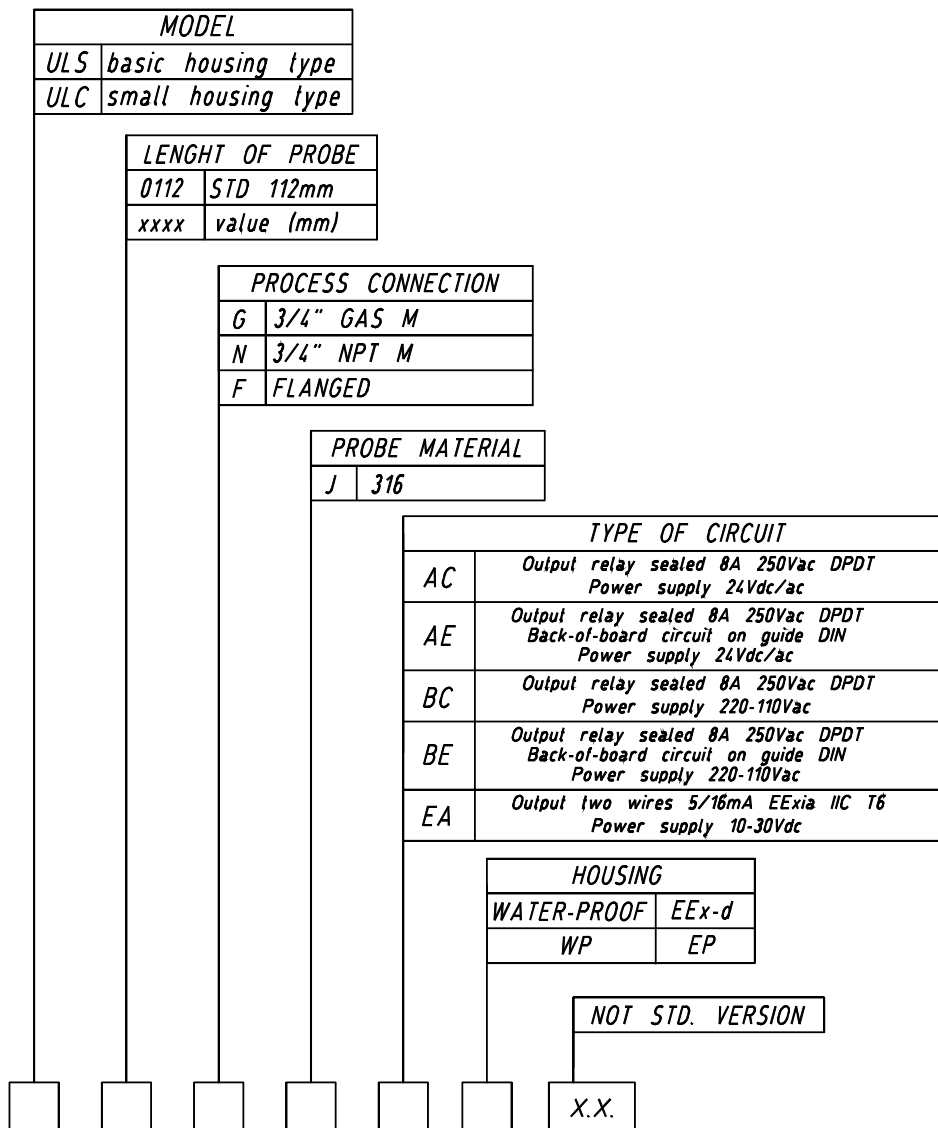 MODEL
ULS basic housing type
ULC small housing type
LENGHT OF PROBE
0112 STD 112mm
xxxx value (mm)
PROCESS CONNECTION
G 3/4" GAS M
N 3/4" NPT M
F FLANGED
PROBE MATERIAL
J 316
TYPE OF CIRCUIT
AC Output relay sealed 8A 250Vac DPDT
Power supply 24Vdc/ac
AE Output relay sealed 8A 250Vac DPDT
Back-of-board circuit on guide DIN
Power supply 24Vdc/ac
BC Output relay sealed 8A 250Vac DPDT
Power supply 220-110Vac
BE Output relay sealed 8A 250Vac DPDT
Back-of-board circuit on guide DIN
Power supply 220-110Vac
EA Output two wires 5/16mA EExia IIC T6
Power supply 10-30Vdc
HOUSING
WATER-PROOF EEx-d
WP EP
NOT STD. VERSION
X.X.